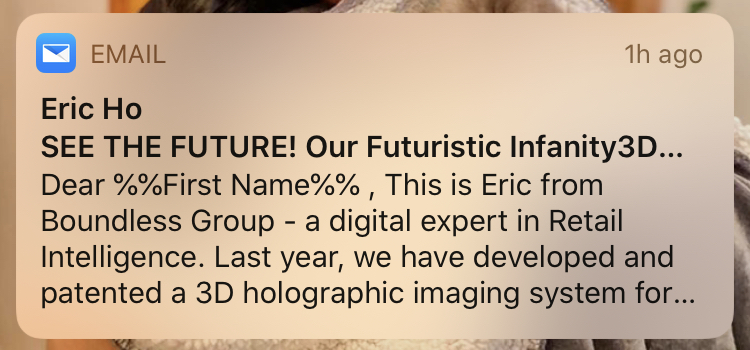 EMAIL 1h ago
Eric Ho
SEE THE FUTURE! Our Futuristic Infanity3D...
Dear %%First Name%% , This is Eric from
Boundless Group - a digital expert in Retail
Intelligence. Last year, we have developed and
patented a 3D holographic imaging system for...